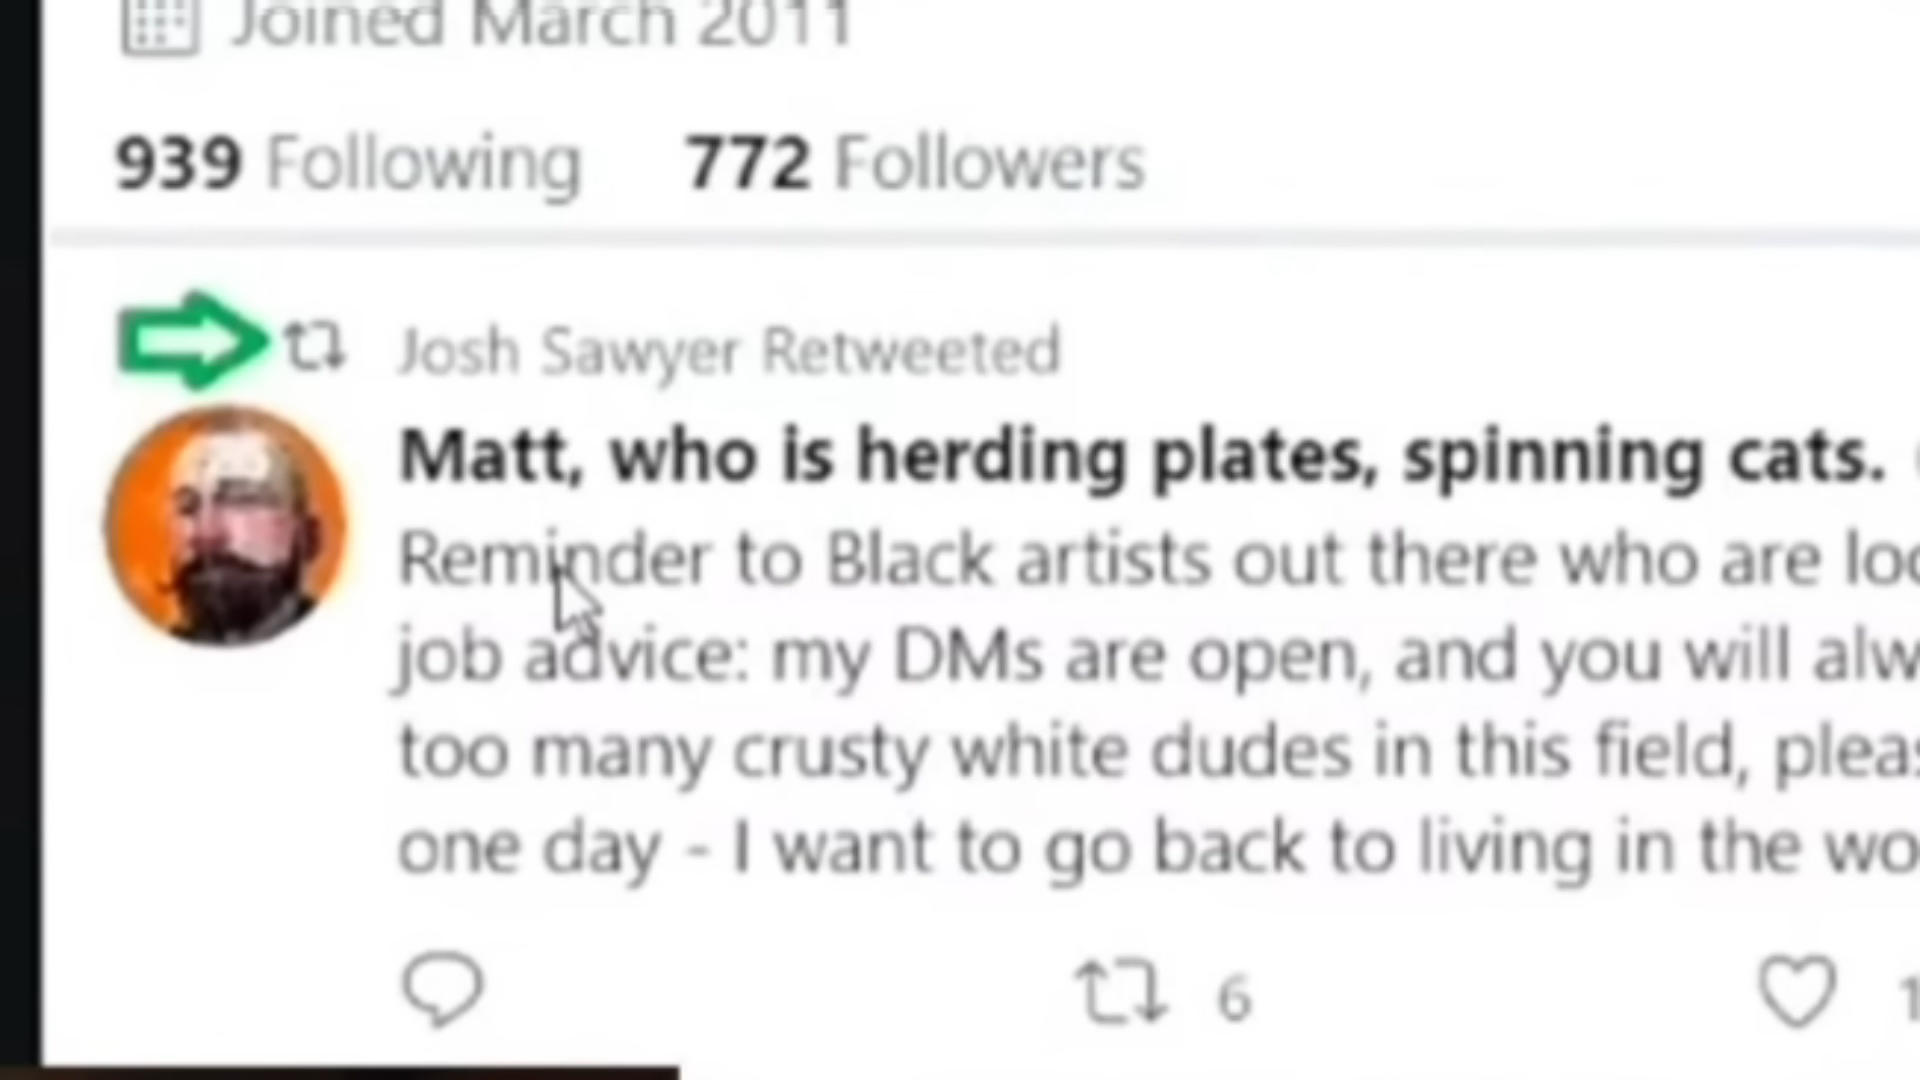 Joined March 2011
939 Following 772 Followers
Josh Sawyer Retweeted
Matt, who is herding plates, spinning cats.
Reminder to Black artists out there who are
job advice: my DMs are open, and you will
too many crusty white dudes in this field,
one day - I want to go back to living in the
6